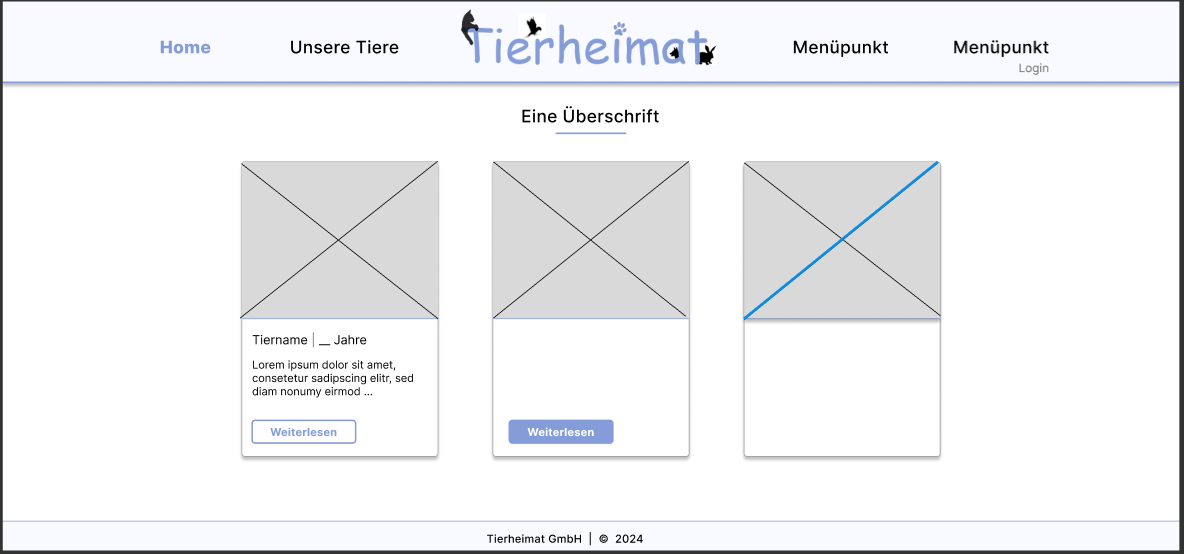 Home
Unsere Tiere
Tierheimat
Menüpunkt
Menüpunkt
Login
Eine Überschrift
Tiername | __ Jahre
Lorem ipsum dolor sit amet,
consetetur sadipscing elitr, sed
diam nonumy eirmod ...
Weiterlesen
Weiterlesen
Tierheimat GmbH | © 2024